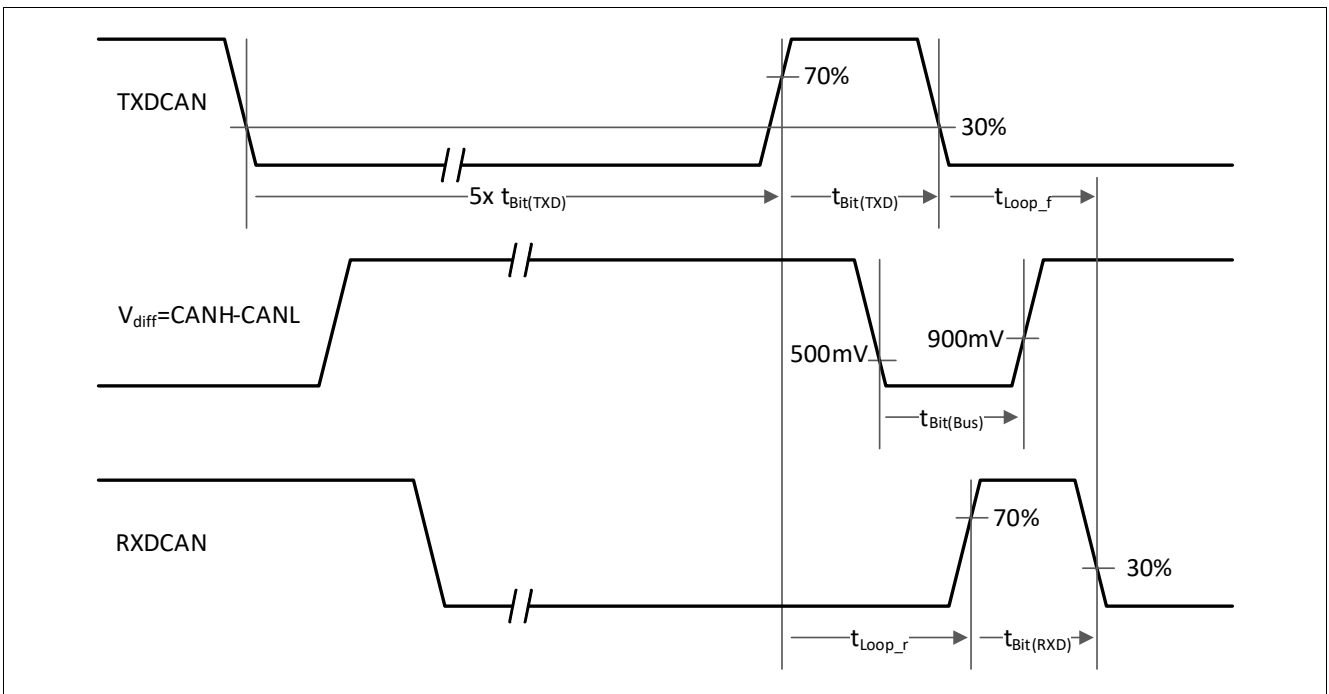 70%
TXDCAN
30%
5x tBit(TXD)
tBit(TXD)
tLoop_f
Vdiff=CANH-CANL
900mV
500mV
tBit(Bus)
70%
RXDCAN
30%
tLoop_r
tBit(RXD)